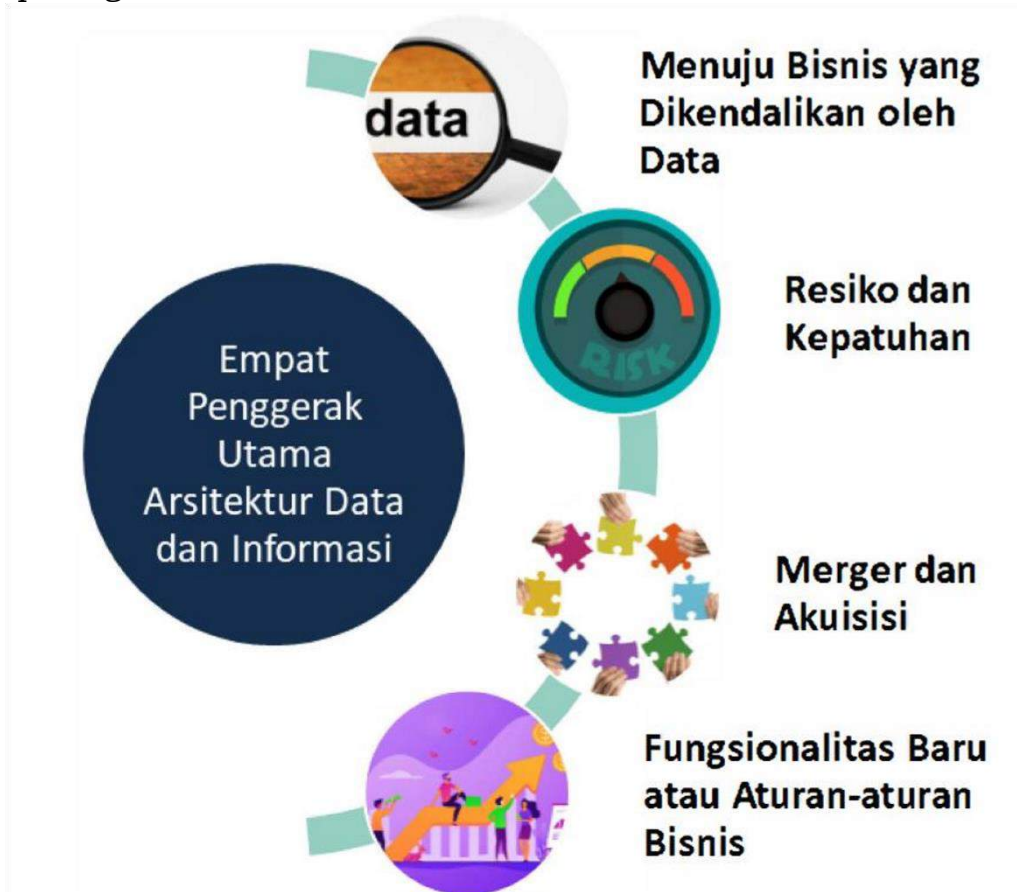 Empat
Penggerak
Utama
Arsitektur Data
dan Informasi
data
Menuju Bisnis yang
Dikendalikan oleh
Data
RISK
Resiko dan
Kepatuhan
Merger dan
Akuisisi
Fungsionalitas Baru
atau Aturan-aturan
Bisnis